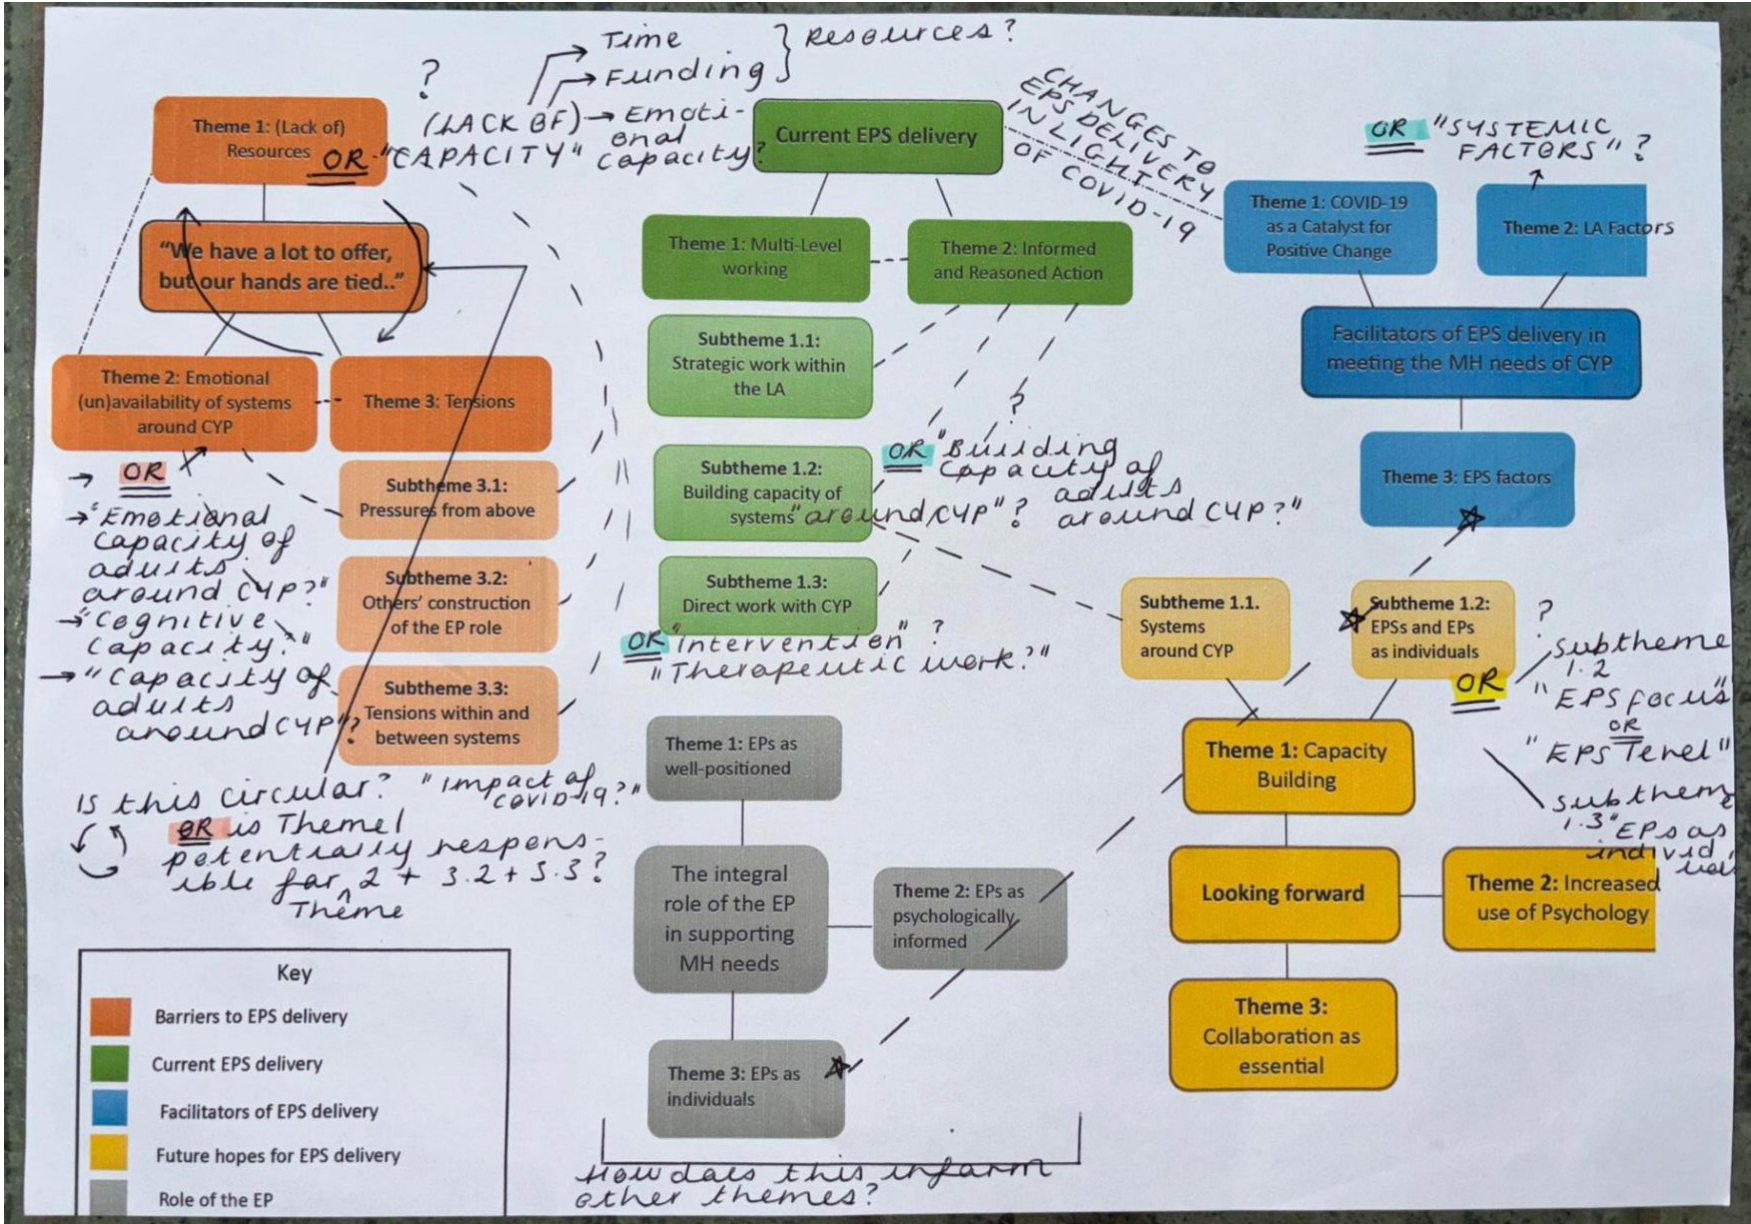 ?
(LACK OF)
→ Time
→ Funding
} Resources?
→ Emoti-
onal
capacity?
Theme 1: (Lack of)
Resources
OR "CAPACITY"
"We have a lot to offer,
but our hands are tied.."
Theme 2: Emotional
(un)availability of systems
around CYP
Theme 3: Tensions
Subtheme 3.1:
Pressures from above
Subtheme 3.2:
Others' construction
of the EP role
Subtheme 3.3:
Tensions within and
between systems
→ OR
→ "Emotional
capacity of
adults
around CYP?"
→ "Cognitive
capacity?"
→ "Capacity of
adults
around CYP"?
Is this circular?
"Impact of
covid-19?"
OR is Theme 1
potentially respons-
ible for 2 + 3.2 + 3.3?
Theme
Current EPS delivery
Theme 1: Multi-Level
working
Theme 2: Informed
and Reasoned Action
Subtheme 1.1:
Strategic work within
the LA
Subtheme 1.2:
Building capacity of
systems "around CYP"?
?
OR "Building
capacity of
adults
around CYP?"
Subtheme 1.3:
Direct work with CYP
OR "intervention" ?
"Therapeutic work?"
CHANGES TO
EPS DELIVERY
IN LIGHT
OF COVID-19
OR "SYSTEMIC
FACTORS" ?
Theme 1: COVID-19
as a Catalyst for
Positive Change
Theme 2: LA Factors
Facilitators of EPS delivery in
meeting the MH needs of CYP
Theme 3: EPS factors
Subtheme 1.1.
Systems
around CYP
Subtheme 1.2:
EPSs and EPs
as individuals
OR
?
Subtheme
1.2
"EPS focus"
OR
"EPS Tenet"
subtheme
1.3 "EPs as
individ
uals
Theme 1: Capacity
Building
Looking forward
Theme 2: Increased
use of Psychology
Theme 3:
Collaboration as
essential
Theme 1: EPs as
well-positioned
The integral
role of the EP
in supporting
MH needs
Theme 2: EPs as
psychologically
informed
Theme 3: EPs as
individuals
How does this inform
other themes?
Key
Barriers to EPS delivery
Current EPS delivery
Facilitators of EPS delivery
Future hopes for EPS delivery
Role of the EP